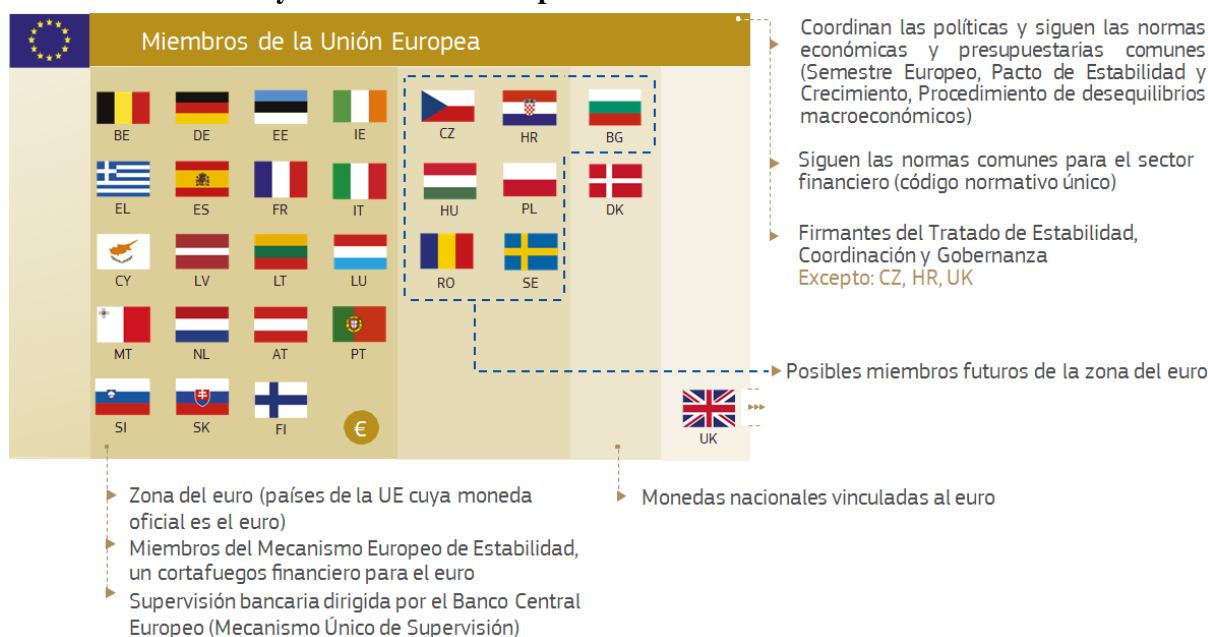 Miembros de la Unión Europea
BE DE EE IE CZ HR BG
EL ES FR IT HU PL DK
CY LV LT LU RO SE
MT NL AT PT
SI SK FI € UK
Coordinan las políticas y siguen las normas
económicas y presupuestarias comunes
(Semestre Europeo, Pacto de Estabilidad y
Crecimiento, Procedimiento de desequilibrios
macroeconómicos)
Siguen las normas comunes para el sector
financiero (código normativo único)
Firmantes del Tratado de Estabilidad,
Coordinación y Gobernanza
Excepto: CZ, HR, UK
Posibles miembros futuros de la zona del euro
Zona del euro (países de la UE cuya moneda
oficial es el euro)
Miembros del Mecanismo Europeo de Estabilidad,
un cortafuegos financiero para el euro
Supervisión bancaria dirigida por el Banco Central
Europeo (Mecanismo Único de Supervisión)
Monedas nacionales vinculadas al euro